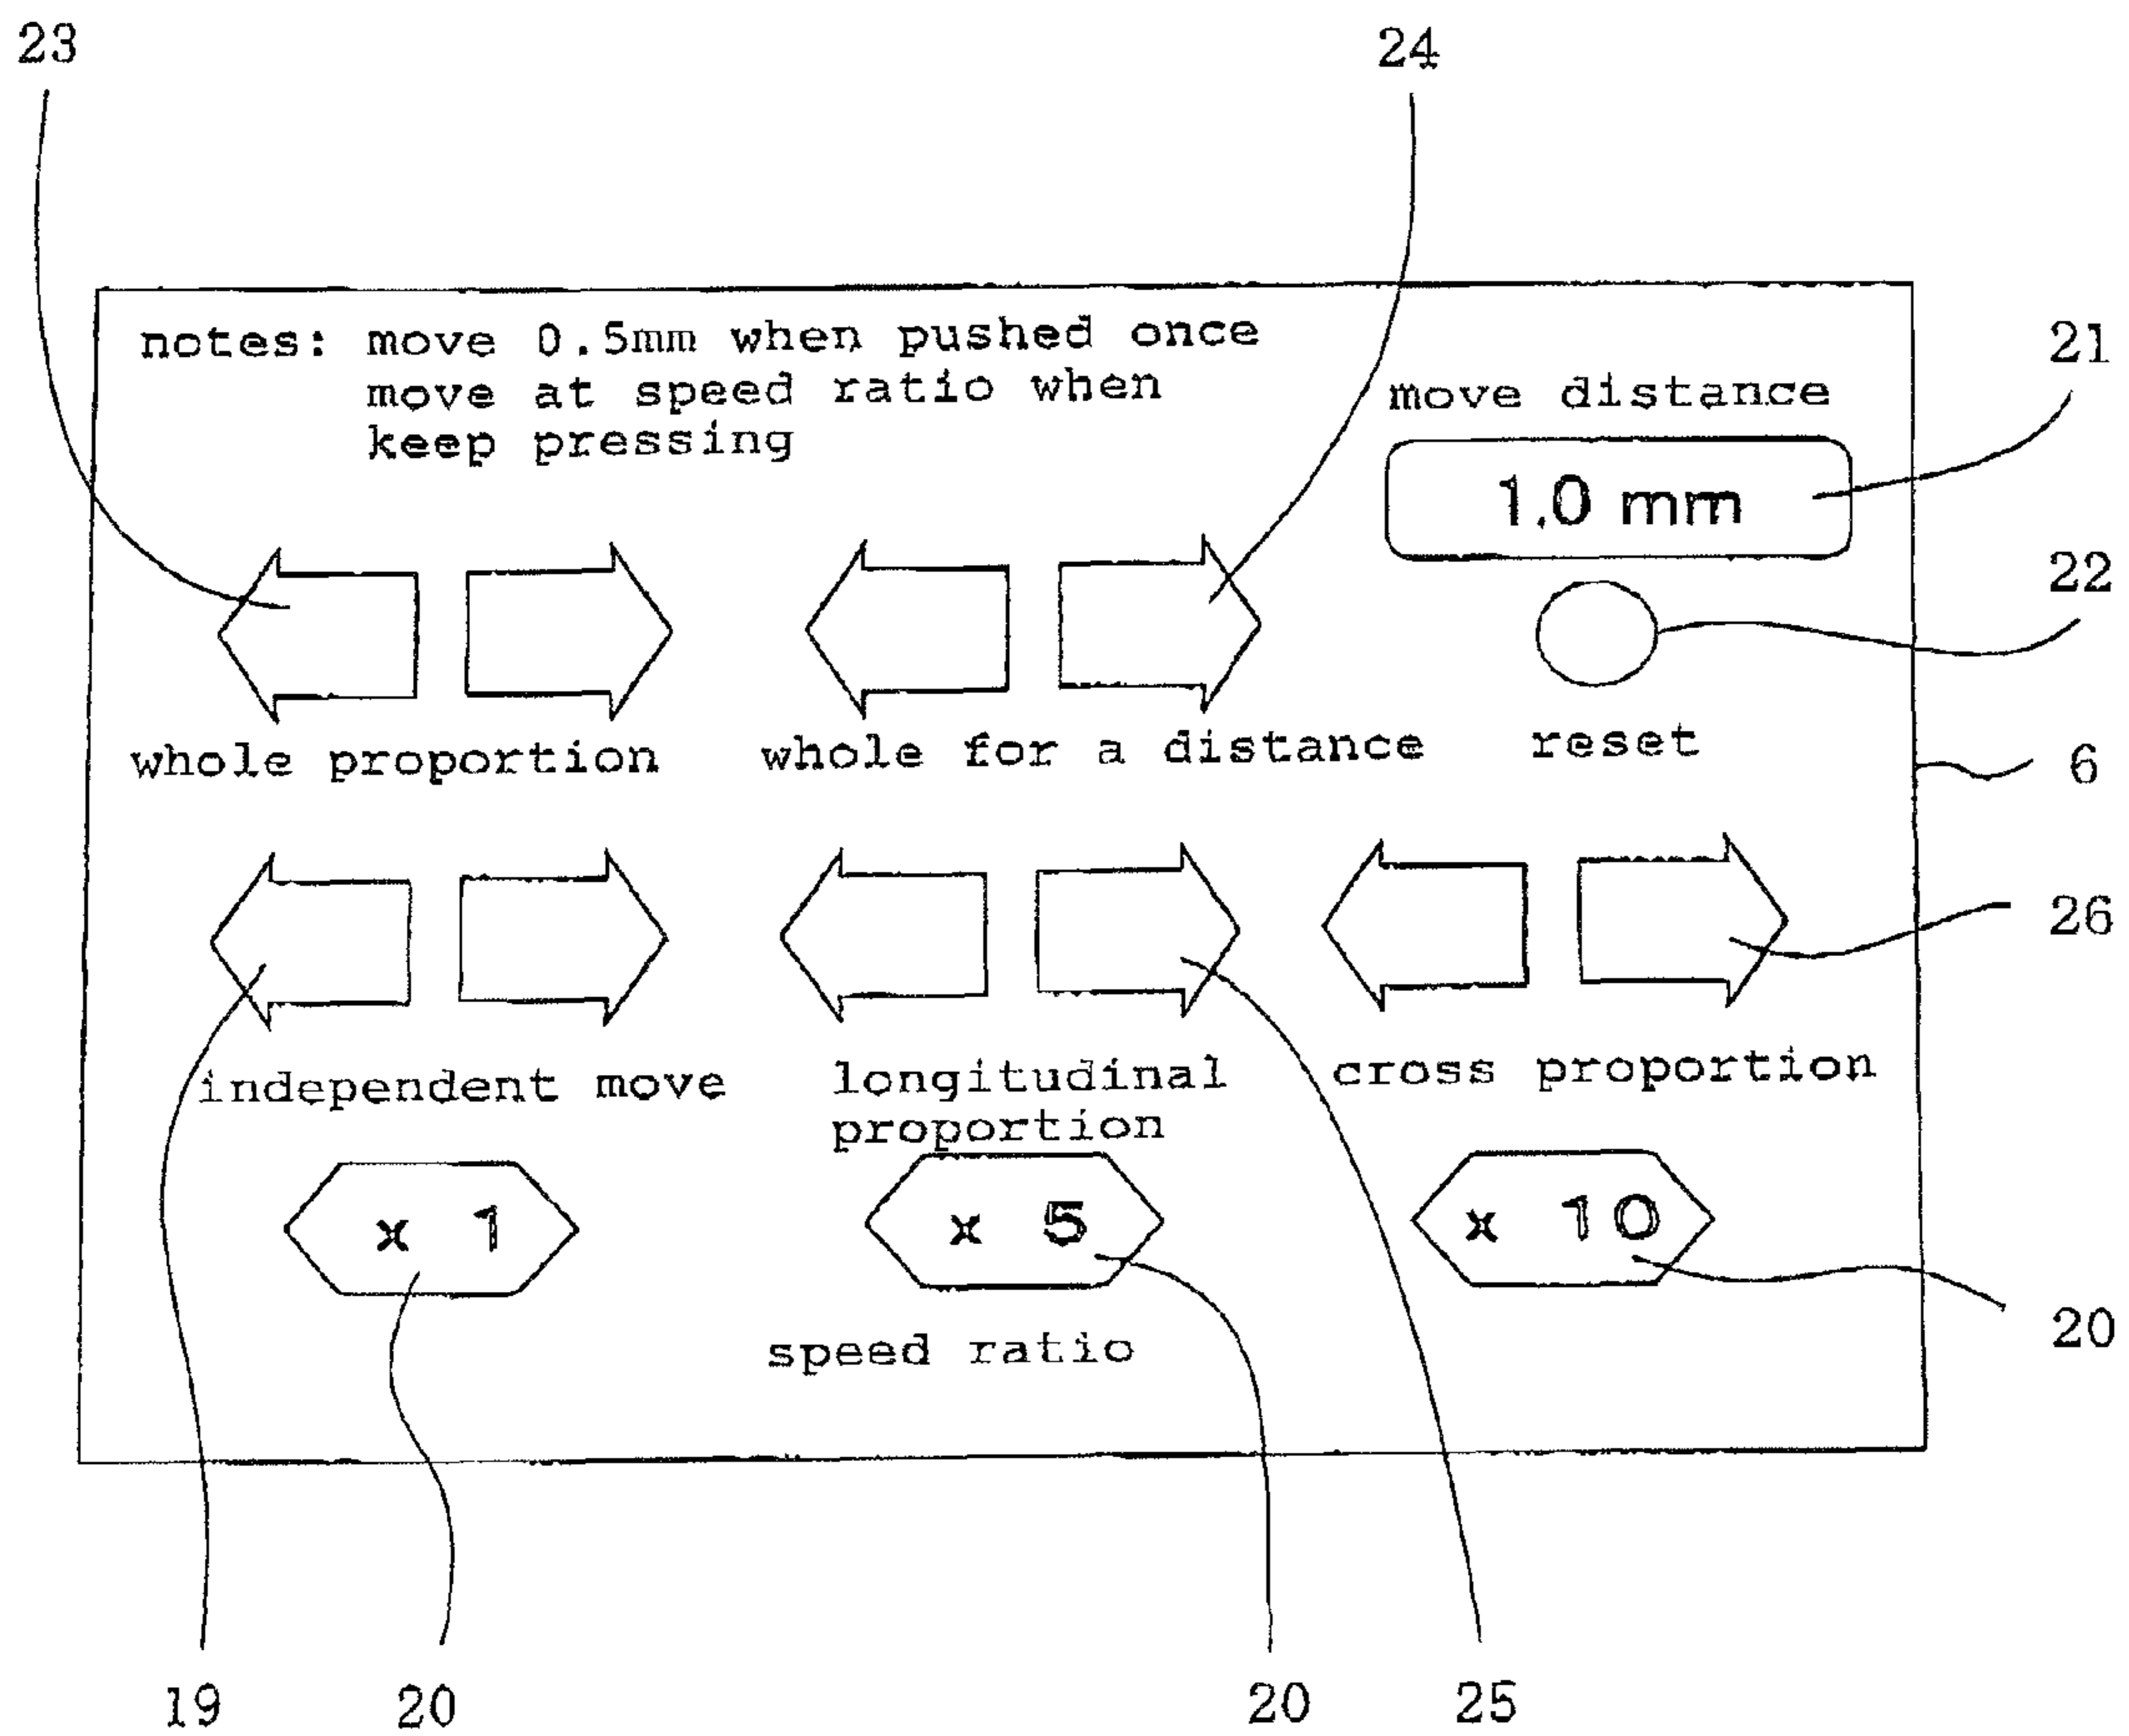 23
24
notes: move 0.5mm when pushed once
move at speed ratio when
keep pressing
move distance
21
1.0 mm
22
whole proportion
whole for a distance
reset
6
26
independent move
longitudinal
proportion
cross proportion
x 1
x 5
x 10
20
speed ratio
19
20
20
25